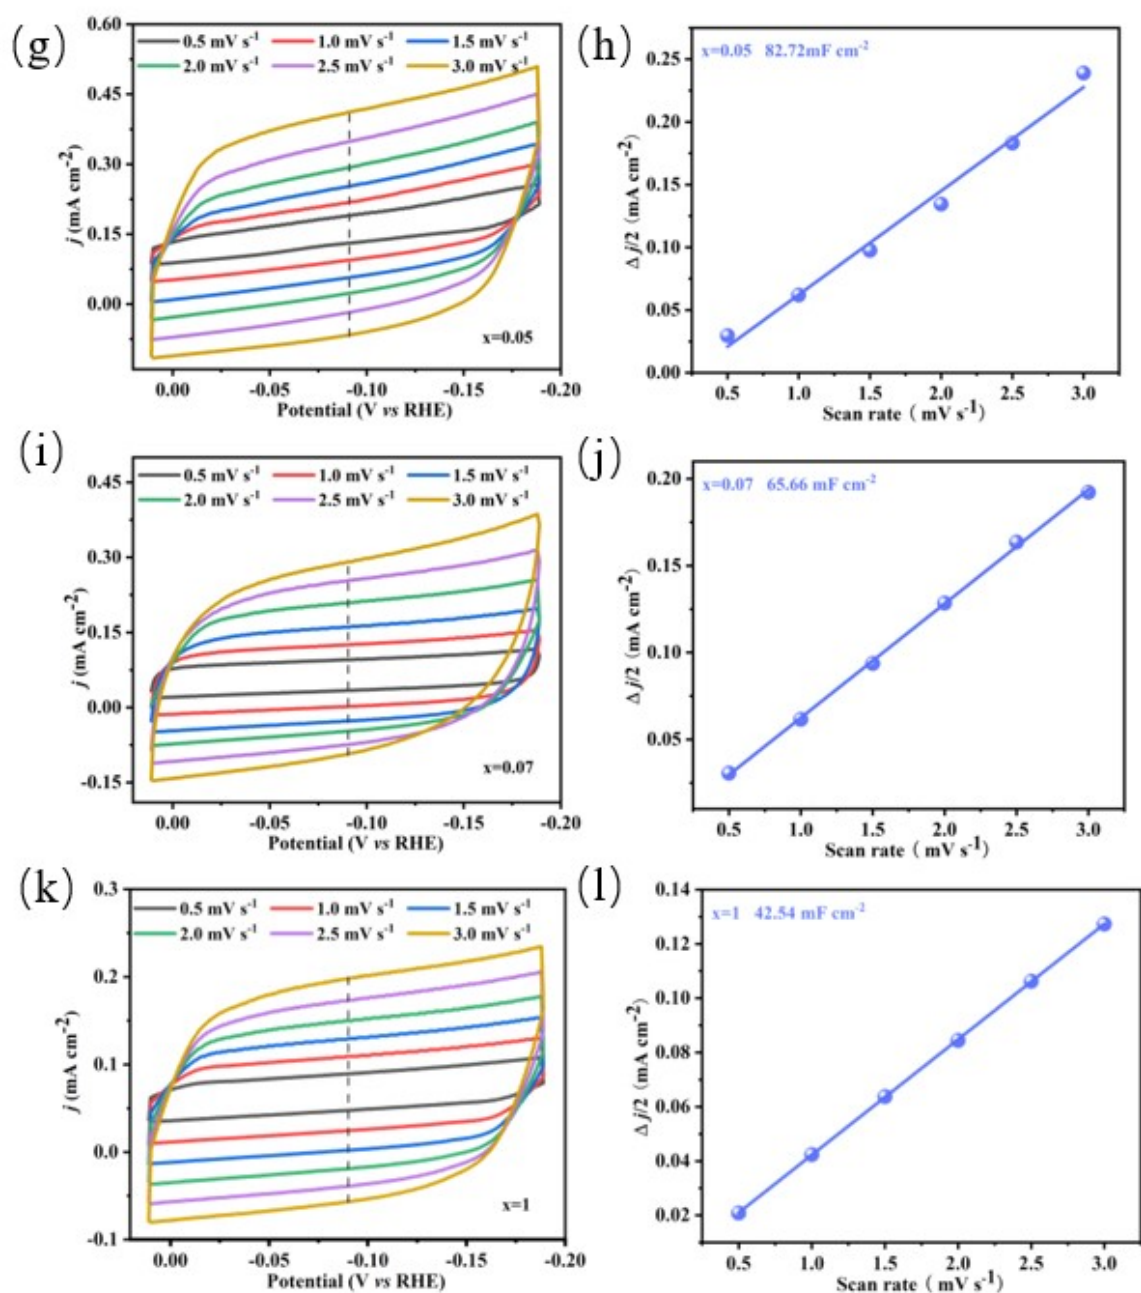 (g)
0.60
0.45
0.30
0.15
0.00
j (mA cm-2)
0.5 mV s-1 1.0 mV s-1 1.5 mV s-1
2.0 mV s-1 2.5 mV s-1 3.0 mV s-1
x=0.05
0.00 -0.05 -0.10 -0.15 -0.20
Potential (V vs RHE)
(h)
0.25
0.20
0.15
0.10
0.05
0.00
Δ j/2 (mA cm-2)
x=0.05 82.72mF cm-2
0.5 1.0 1.5 2.0 2.5 3.0
Scan rate ( mV s-1)
(i)
0.45
0.30
0.15
0.00
-0.15
j (mA cm-2)
0.5 mV s-1 1.0 mV s-1 1.5 mV s-1
2.0 mV s-1 2.5 mV s-1 3.0 mV s-1
x=0.07
0.00 -0.05 -0.10 -0.15 -0.20
Potential (V vs RHE)
(j)
0.20
0.15
0.10
0.05
Δ j/2 (mA cm-2)
x=0.07 65.66 mF cm-2
0.5 1.0 1.5 2.0 2.5 3.0
Scan rate ( mV s-1)
(k)
0.3
0.2
0.1
0.0
-0.1
j (mA cm-2)
0.5 mV s-1 1.0 mV s-1 1.5 mV s-1
2.0 mV s-1 2.5 mV s-1 3.0 mV s-1
x=1
0.00 -0.05 -0.10 -0.15 -0.20
Potential (V vs RHE)
(l)
0.14
0.12
0.10
0.08
0.06
0.04
0.02
Δ j/2 (mA cm-2)
x=1 42.54 mF cm-2
0.5 1.0 1.5 2.0 2.5 3.0
Scan rate ( mV s-1)